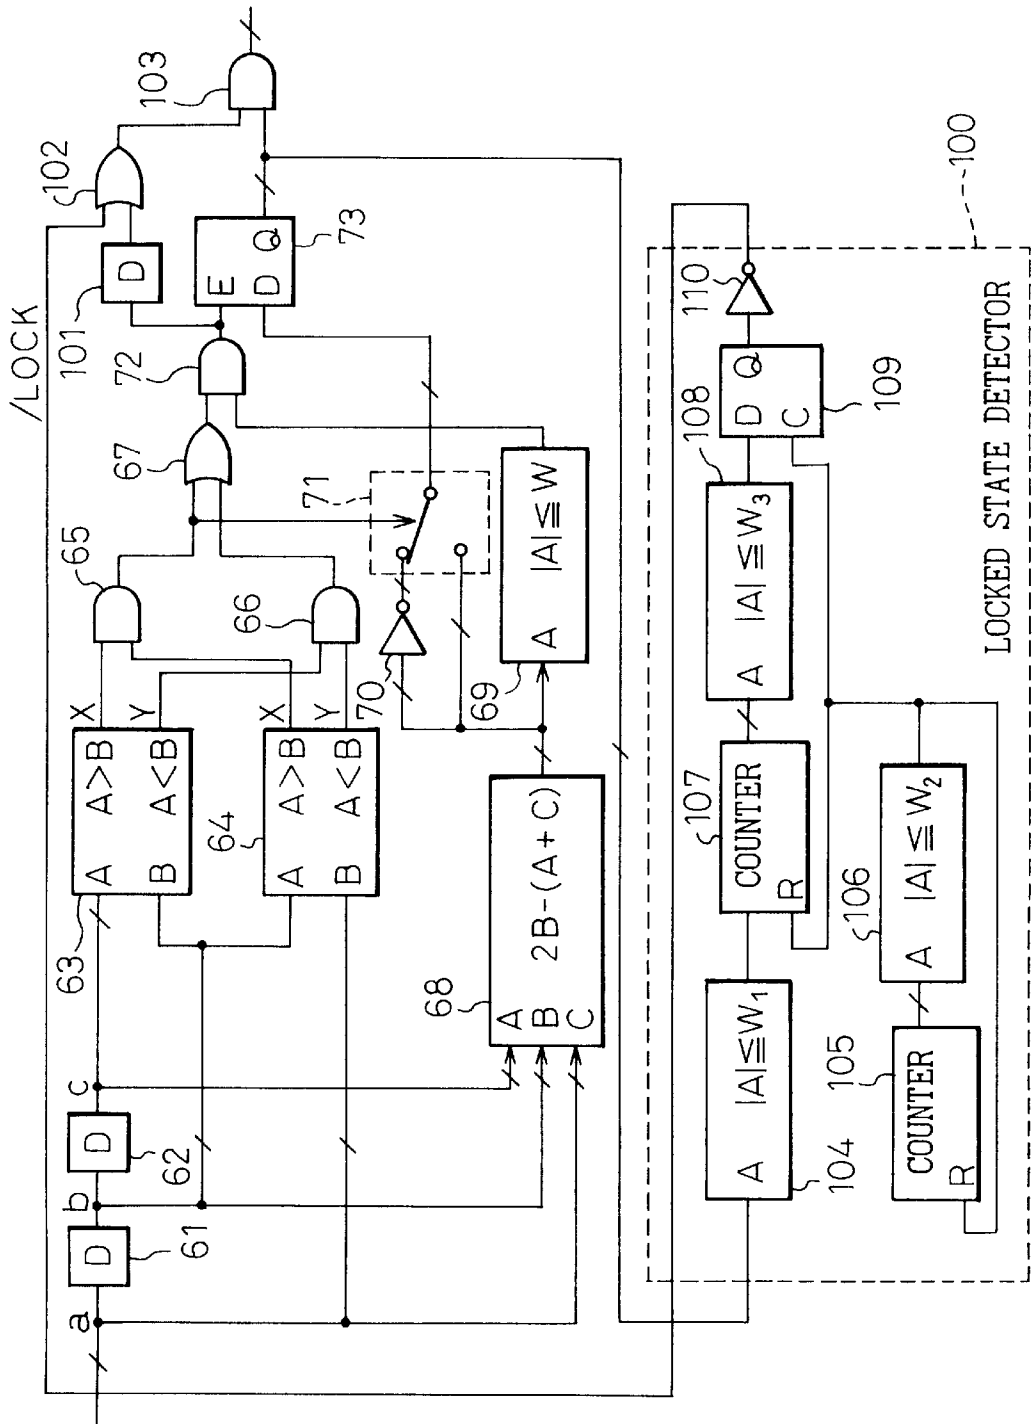 /LOCK
a
D
61
b
D
62
c
63
A
B
A>B
A<B
X
Y
64
A
B
A>B
A<B
X
Y
65
66
67
68
A
B
C
2B-(A+C)
69
A
|A|≦W
70
71
72
101
D
102
103
E
D
Q
73
104
A
|A|≦W1
105
COUNTER
R
106
A
|A|≦W2
107
COUNTER
R
108
A
|A|≦W3
D
Q
C
109
110
100
LOCKED STATE DETECTOR